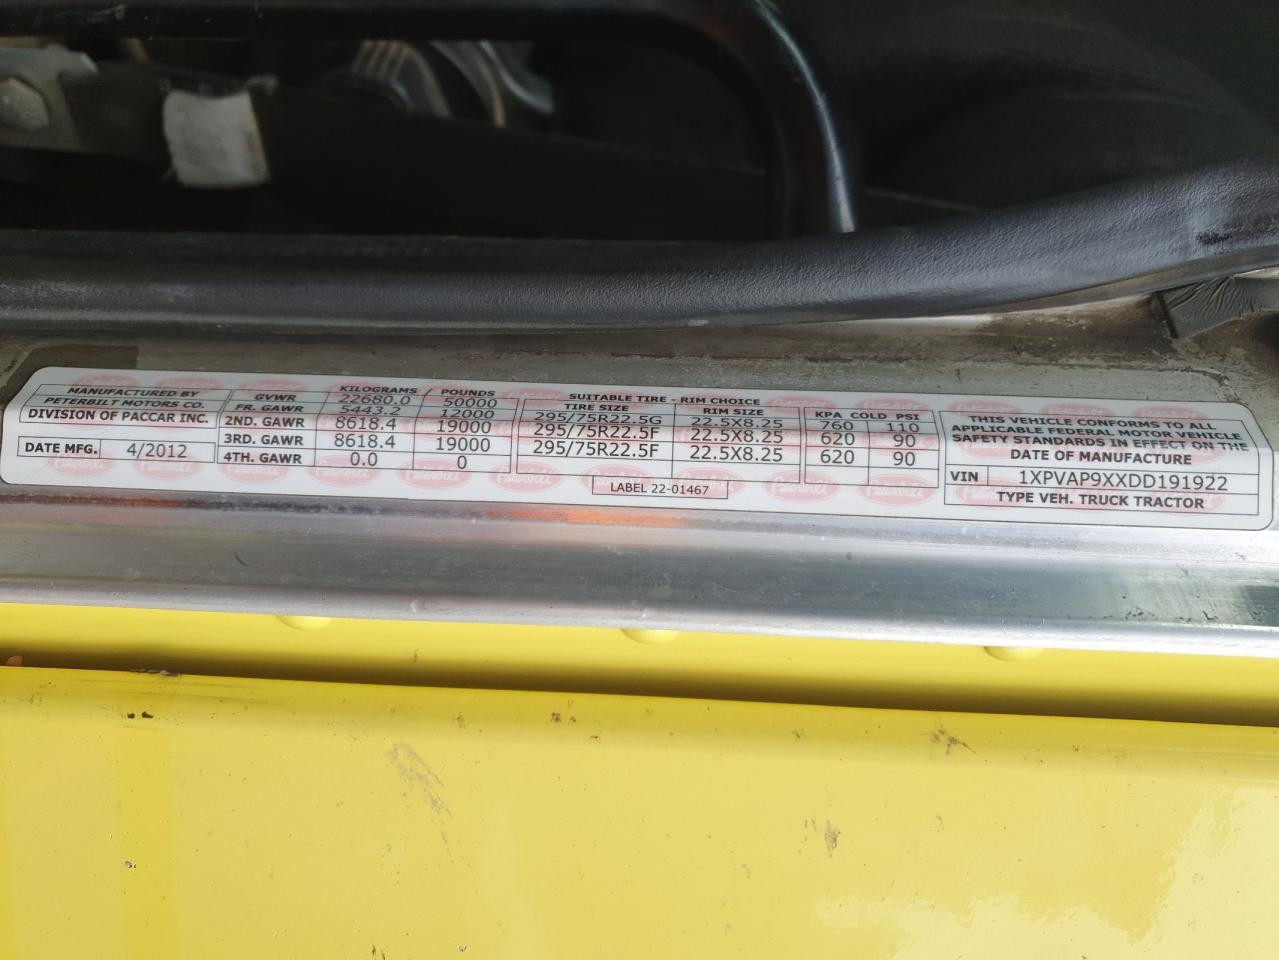 MANUFACTURED BY
PETERBILT MOTORS CO.
DIVISION OF PACCAR INC.
DATE MFG. 4/2012
KILOGRAMS POUNDS
GVWR 22680.0 50000
FR. GAWR 5443.2 12000
2ND. GAWR 8618.4 19000
3RD. GAWR 8618.4 19000
4TH. GAWR 0.0 0
SUITABLE TIRE - RIM CHOICE
TIRE SIZE RIM SIZE KPA COLD PSI
295/75R22.5G 22.5X8.25 760 110
295/75R22.5F 22.5X8.25 620 90
295/75R22.5F 22.5X8.25 620 90
LABEL 22-01467
THIS VEHICLE CONFORMS TO ALL
APPLICABLE FEDERAL MOTOR VEHICLE
SAFETY STANDARDS IN EFFECT ON THE
DATE OF MANUFACTURE
VIN 1XPVAP9XXDD191922
TYPE VEH. TRUCK TRACTOR